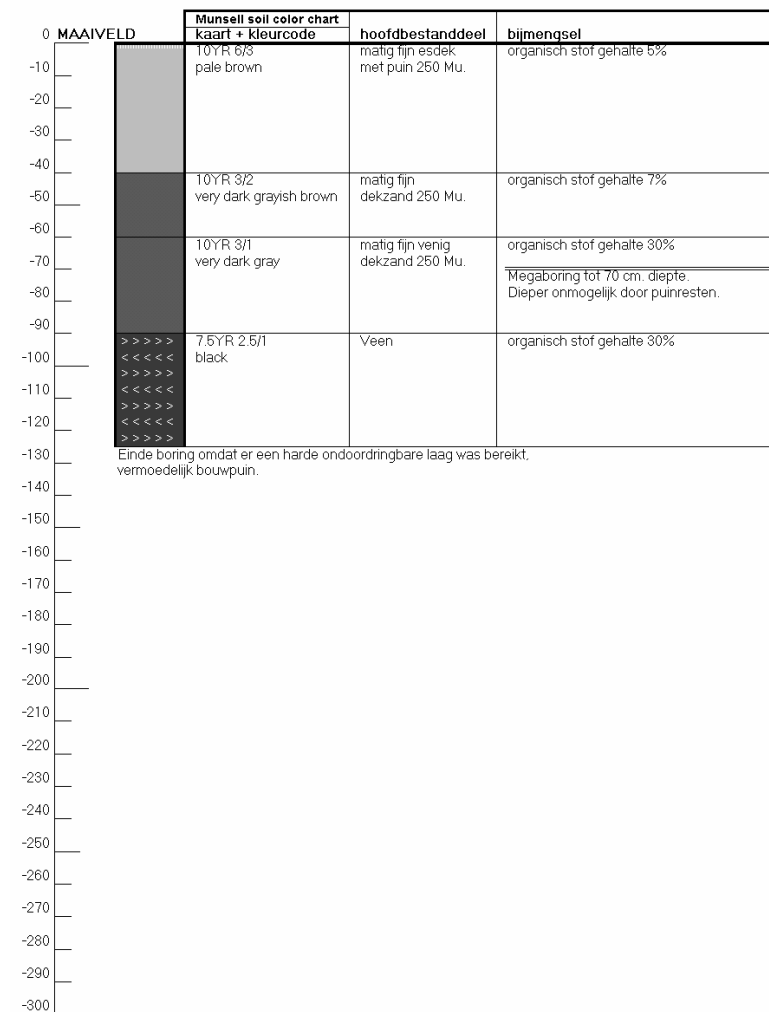 Munsell soil color chart
0 MAAIVELD kaart + kleurcode hoofdbestanddeel bijmengsel
10YR 6/3 matig fijn esdek organisch stof gehalte 5%
-10 pale brown met puin 250 Mu.
-20
-30
-40
10YR 3/2 matig fijn organisch stof gehalte 7%
-50 very dark grayish brown dekzand 250 Mu.
-60
10YR 3/1 matig fijn venig organisch stof gehalte 30%
-70 very dark gray dekzand 250 Mu.
Megaboring tot 70 cm. diepte.
-80 Dieper onmogelijk door puinresten.
-90
> > > > > 7.5YR 2.5/1 Veen organisch stof gehalte 30%
-100 < < < < < black
> > > > >
-110 < < < < <
> > > > >
-120 < < < < <
> > > > >
-130 Einde boring omdat er een harde ondoordringbare laag was bereikt,
vermoedelijk bouwpuin.
-140
-150
-160
-170
-180
-190
-200
-210
-220
-230
-240
-250
-260
-270
-280
-290
-300